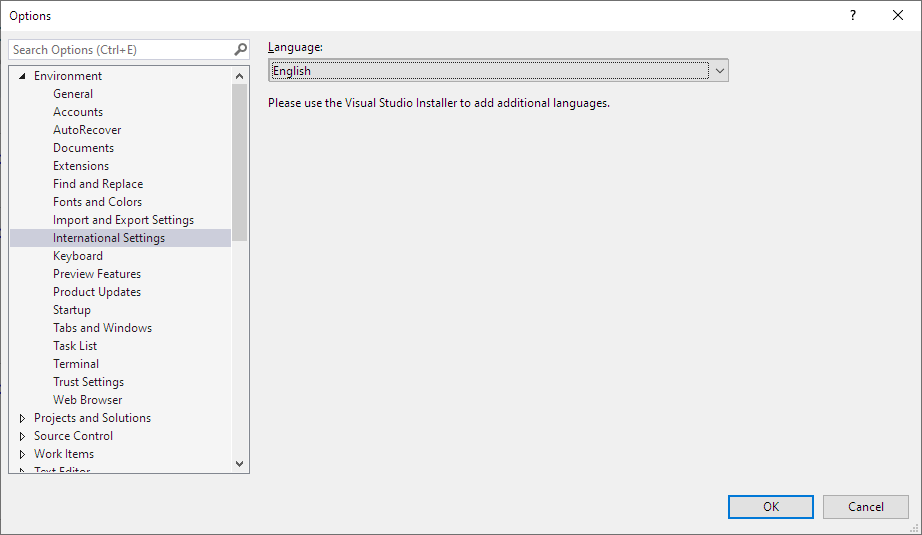 Options
?
Search Options (Ctrl+E)
Environment
General
Accounts
AutoRecover
Documents
Extensions
Find and Replace
Fonts and Colors
Import and Export Settings
International Settings
Keyboard
Preview Features
Product Updates
Startup
Tabs and Windows
Task List
Terminal
Trust Settings
Web Browser
Projects and Solutions
Source Control
Work Items
Text Editor
Language:
English
Please use the Visual Studio Installer to add additional languages.
OK
Cancel